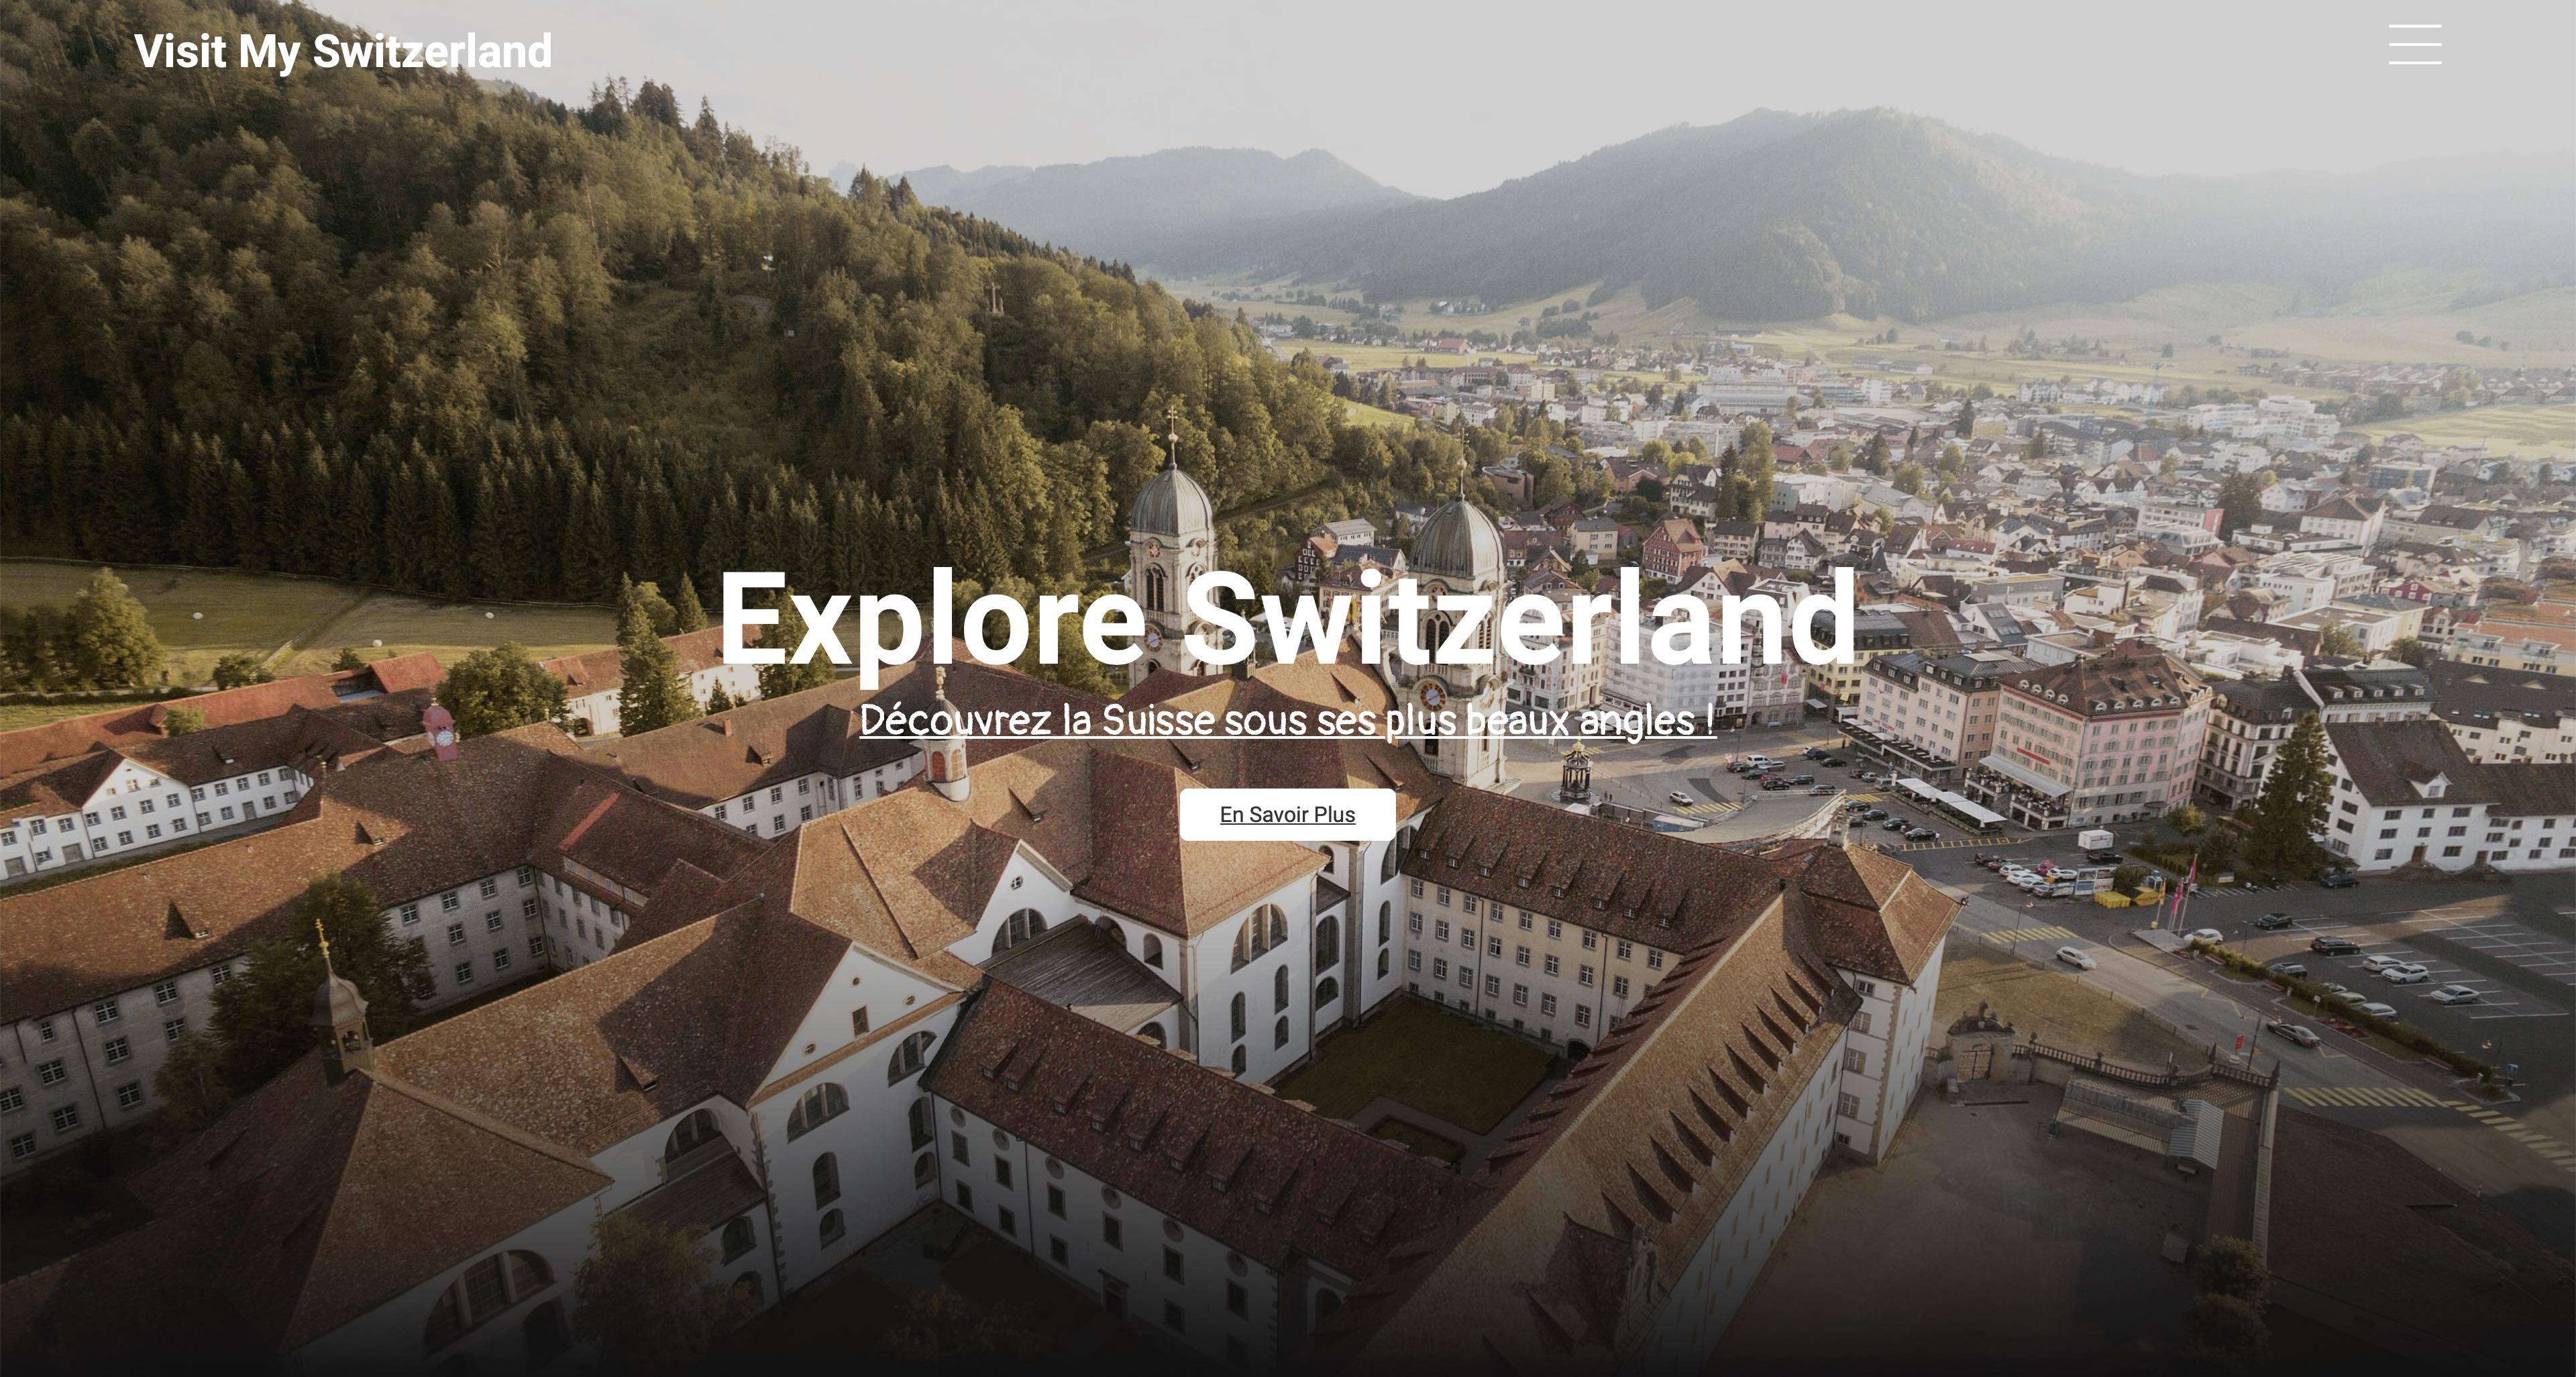 Visit My Switzerland
Explore Switzerland
Découvrez la Suisse sous ses plus beaux angles !
En Savoir Plus